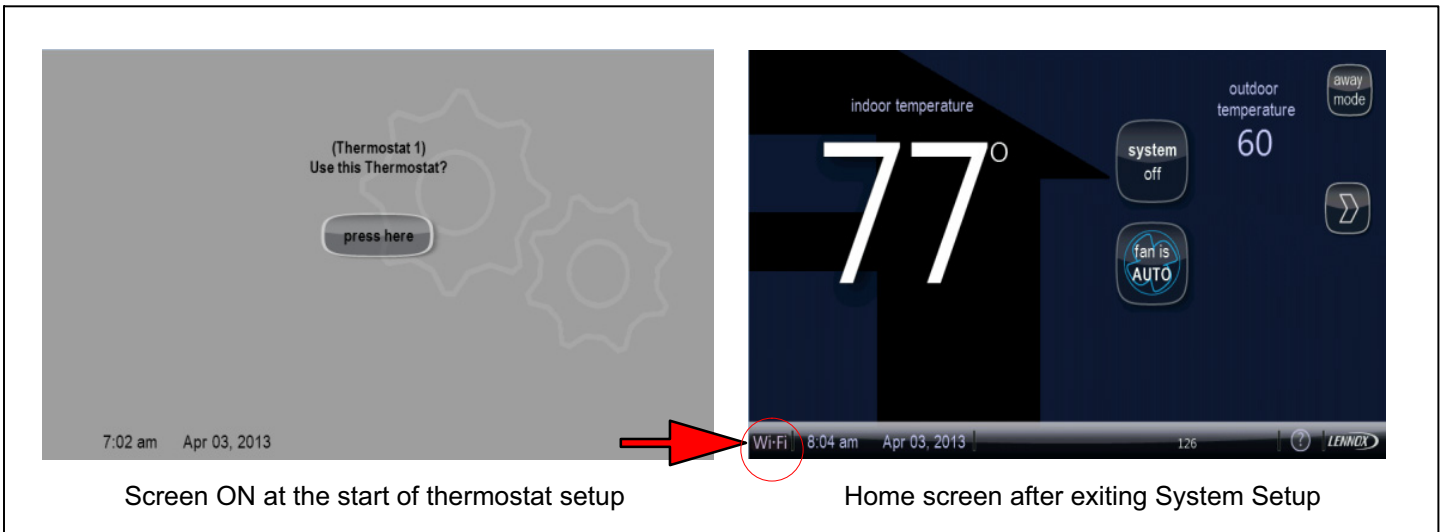 (Thermostat 1)
Use this Thermostat?
press here
7:02 am Apr 03, 2013
Screen ON at the start of thermostat setup
indoor temperature
77°
system
off
fan is
AUTO
outdoor
temperature
60
away
mode
Wi-Fi 8:04 am Apr 03, 2013 126 ? LENNOX
Home screen after exiting System Setup